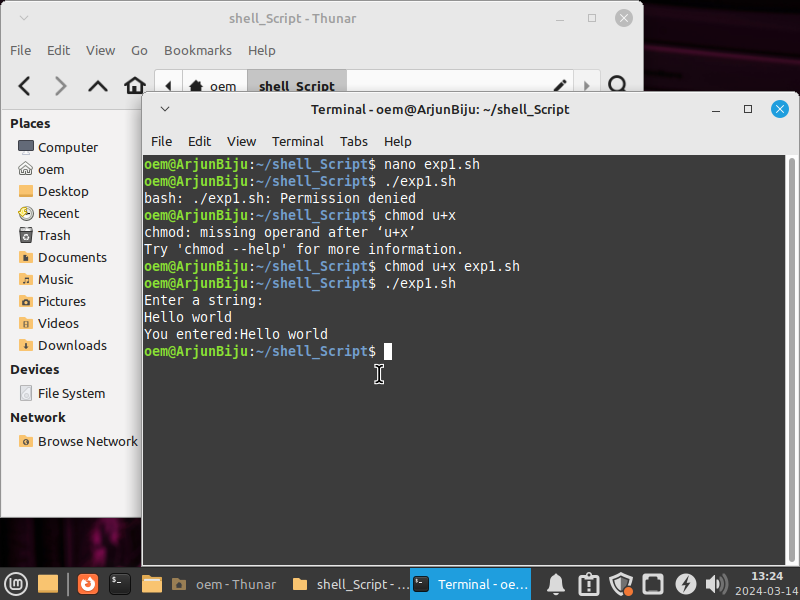 shell_Script - Thunar
File Edit View Go Bookmarks Help
oem shell_Script
Places
Computer
oem
Desktop
Recent
Trash
Documents
Music
Pictures
Videos
Downloads
Devices
File System
Network
Browse Network
Terminal - oem@ArjunBiju: ~/shell_Script
File Edit View Terminal Tabs Help
oem@ArjunBiju:~/shell_Script$ nano exp1.sh
oem@ArjunBiju:~/shell_Script$ ./exp1.sh
bash: ./exp1.sh: Permission denied
oem@ArjunBiju:~/shell_Script$ chmod u+x
chmod: missing operand after ‘u+x’
Try 'chmod --help' for more information.
oem@ArjunBiju:~/shell_Script$ chmod u+x exp1.sh
oem@ArjunBiju:~/shell_Script$ ./exp1.sh
Enter a string:
Hello world
You entered:Hello world
oem@ArjunBiju:~/shell_Script$
oem - Thunar shell_Script - ... Terminal - oe...
13:24
2024-03-14